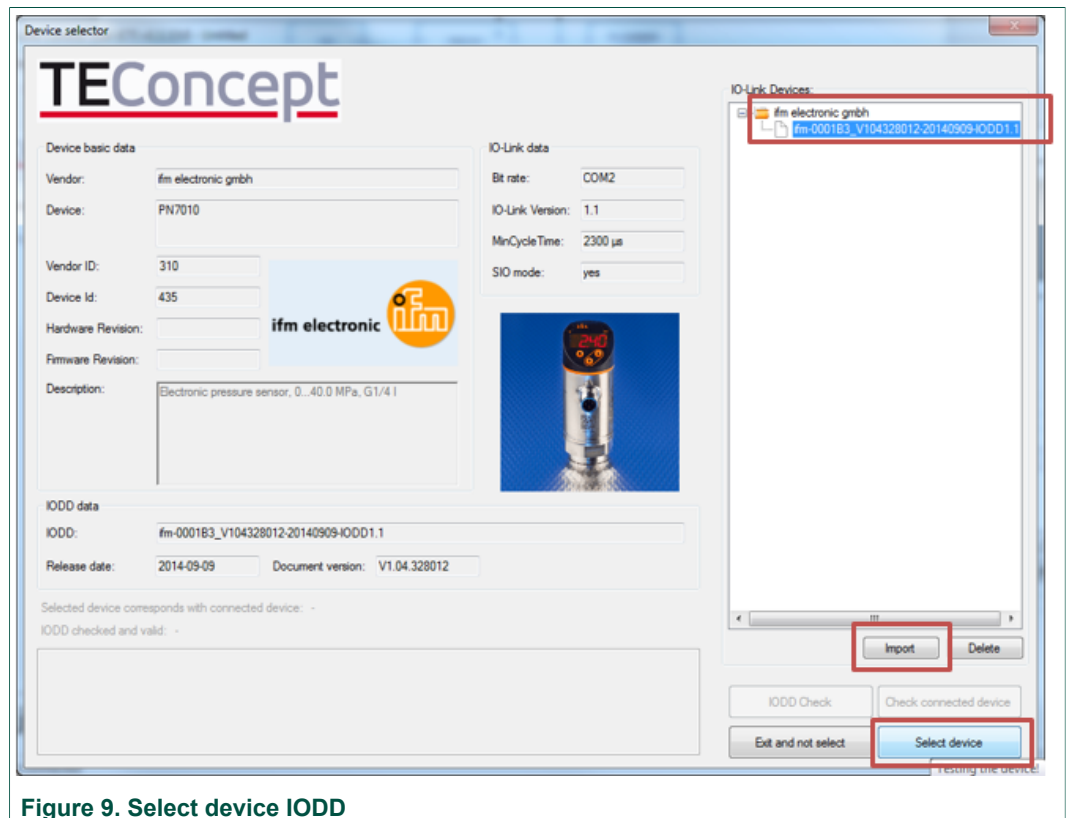 Device selector
TEConcept
Device basic data
Vendor: ifm electronic gmbh
Device: PN7010
Vendor ID: 310
Device Id: 435
Hardware Revision:
Firmware Revision:
ifm electronic ifm
Description: Electronic pressure sensor, 0...40.0 MPa, G1/4 I
IO-Link data
Bit rate: COM2
IO-Link Version: 1.1
MinCycleTime: 2300 µs
SIO mode: yes
240
IODD data
IODD: ifm-0001B3_V104328012-20140909-IODD1.1
Release date: 2014-09-09 Document version: V1.04.328012
Selected device corresponds with connected device: -
IODD checked and valid: -
IO-Link Devices:
ifm electronic gmbh
ifm-0001B3_V104328012-20140909-IODD1.1
Import Delete
IODD Check Check connected device
Exit and not select Select device
Testing the device!
Figure 9. Select device IODD